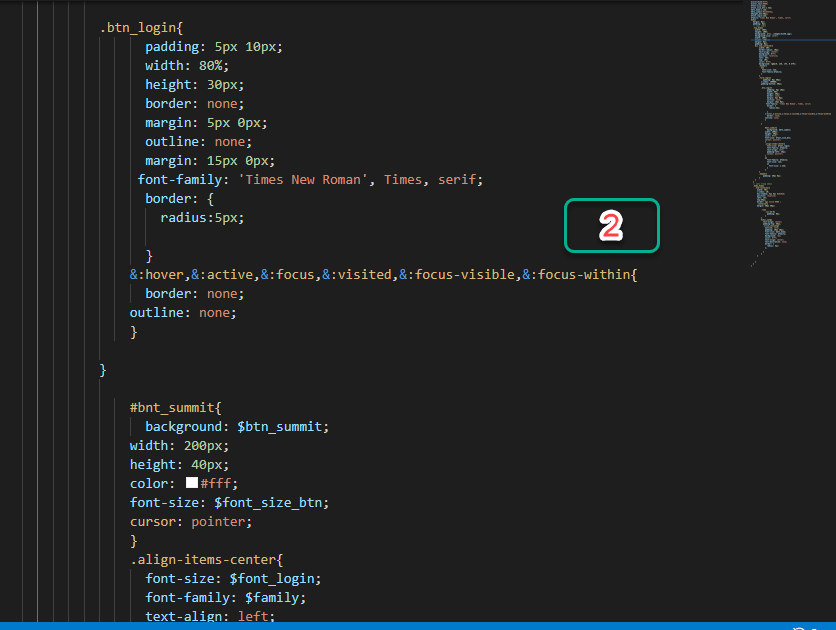 .btn_login{
padding: 5px 10px;
width: 80%;
height: 30px;
border: none;
margin: 5px 0px;
outline: none;
margin: 15px 0px;
font-family: 'Times New Roman', Times, serif;
border: {
radius:5px;
2
}
&:hover,&:active,&:focus,&:visited,&:focus-visible,&:focus-within{
border: none;
outline: none;
}
}
#bnt_summit{
background: $btn_summit;
width: 200px;
height: 40px;
color: #fff;
font-size: $font_size_btn;
cursor: pointer;
}
.align-items-center{
font-size: $font_login;
font-family: $family;
text-align: left;